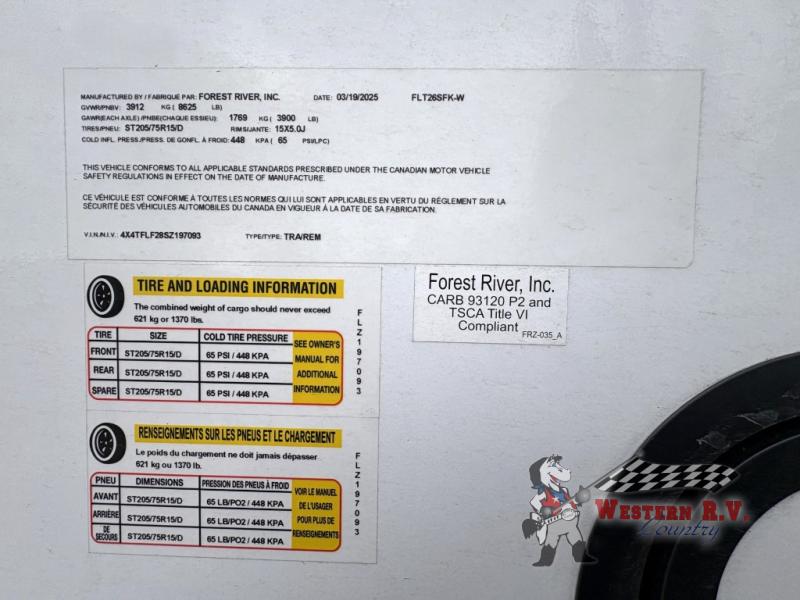 MANUFACTURED BY / FABRIQUÉ PAR: FOREST RIVER, INC. DATE: 03/19/2025 FLT26SFK-W
GVWR/PNBV: 3912 KG ( 8625 LB)
GAWR(EACH AXLE) /PNBE(CHAQUE ESSIEU): 1769 KG ( 3900 LB)
TIRES/PNEU: ST205/75R15/D RIMS/JANTE: 15X5.0J
COLD INFL. PRESS./PRESS. DE GONFL. À FROID: 448 KPA ( 65 PSI/LPC)
THIS VEHICLE CONFORMS TO ALL APPLICABLE STANDARDS PRESCRIBED UNDER THE CANADIAN MOTOR VEHICLE
SAFETY REGULATIONS IN EFFECT ON THE DATE OF MANUFACTURE.
CE VÉHICULE EST CONFORME À TOUTES LES NORMES QUI LUI SONT APPLICABLES EN VERTU DU RÈGLEMENT SUR LA
SÉCURITÉ DES VÉHICULES AUTOMOBILES DU CANADA EN VIGUEUR À LA DATE DE SA FABRICATION.
V.I.N./N.I.V.: 4X4TFLF28SZ197093 TYPE/TYPE: TRA/REM
TIRE AND LOADING INFORMATION
The combined weight of cargo should never exceed
621 kg or 1370 lbs.
TIRE SIZE COLD TIRE PRESSURE
FRONT ST205/75R15/D 65 PSI / 448 KPA
REAR ST205/75R15/D 65 PSI / 448 KPA
SPARE ST205/75R15/D 65 PSI / 448 KPA
SEE OWNER'S
MANUAL FOR
ADDITIONAL
INFORMATION
FLZ197093
Forest River, Inc.
CARB 93120 P2 and
TSCA Title VI
Compliant
FRZ-035_A
RENSEIGNEMENTS SUR LES PNEUS ET LE CHARGEMENT
Le poids du chargement ne doit jamais dépasser
621 kg ou 1370 lb.
PNEU DIMENSIONS PRESSION DES PNEUS À FROID
AVANT ST205/75R15/D 65 LB/PO2 / 448 KPA
ARRIÈRE ST205/75R15/D 65 LB/PO2 / 448 KPA
DE SECOURS ST205/75R15/D 65 LB/PO2 / 448 KPA
VOIR LE MANUEL
DE L'USAGER
POUR PLUS DE
RENSEIGNEMENTS
FLZ197093
WESTERN R.V.
Country